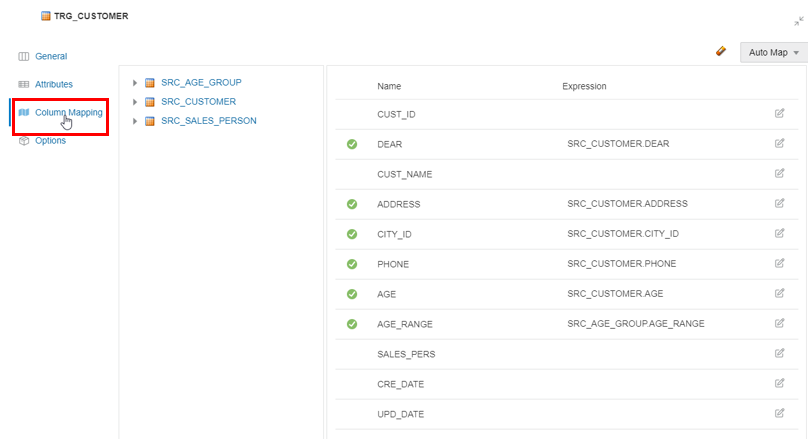 TRG_CUSTOMER
Auto Map
General
Attributes
Column Mapping
Options
SRC_AGE_GROUP
SRC_CUSTOMER
SRC_SALES_PERSON
Name Expression
CUST_ID
DEAR SRC_CUSTOMER.DEAR
CUST_NAME
ADDRESS SRC_CUSTOMER.ADDRESS
CITY_ID SRC_CUSTOMER.CITY_ID
PHONE SRC_CUSTOMER.PHONE
AGE SRC_CUSTOMER.AGE
AGE_RANGE SRC_AGE_GROUP.AGE_RANGE
SALES_PERS
CRE_DATE
UPD_DATE